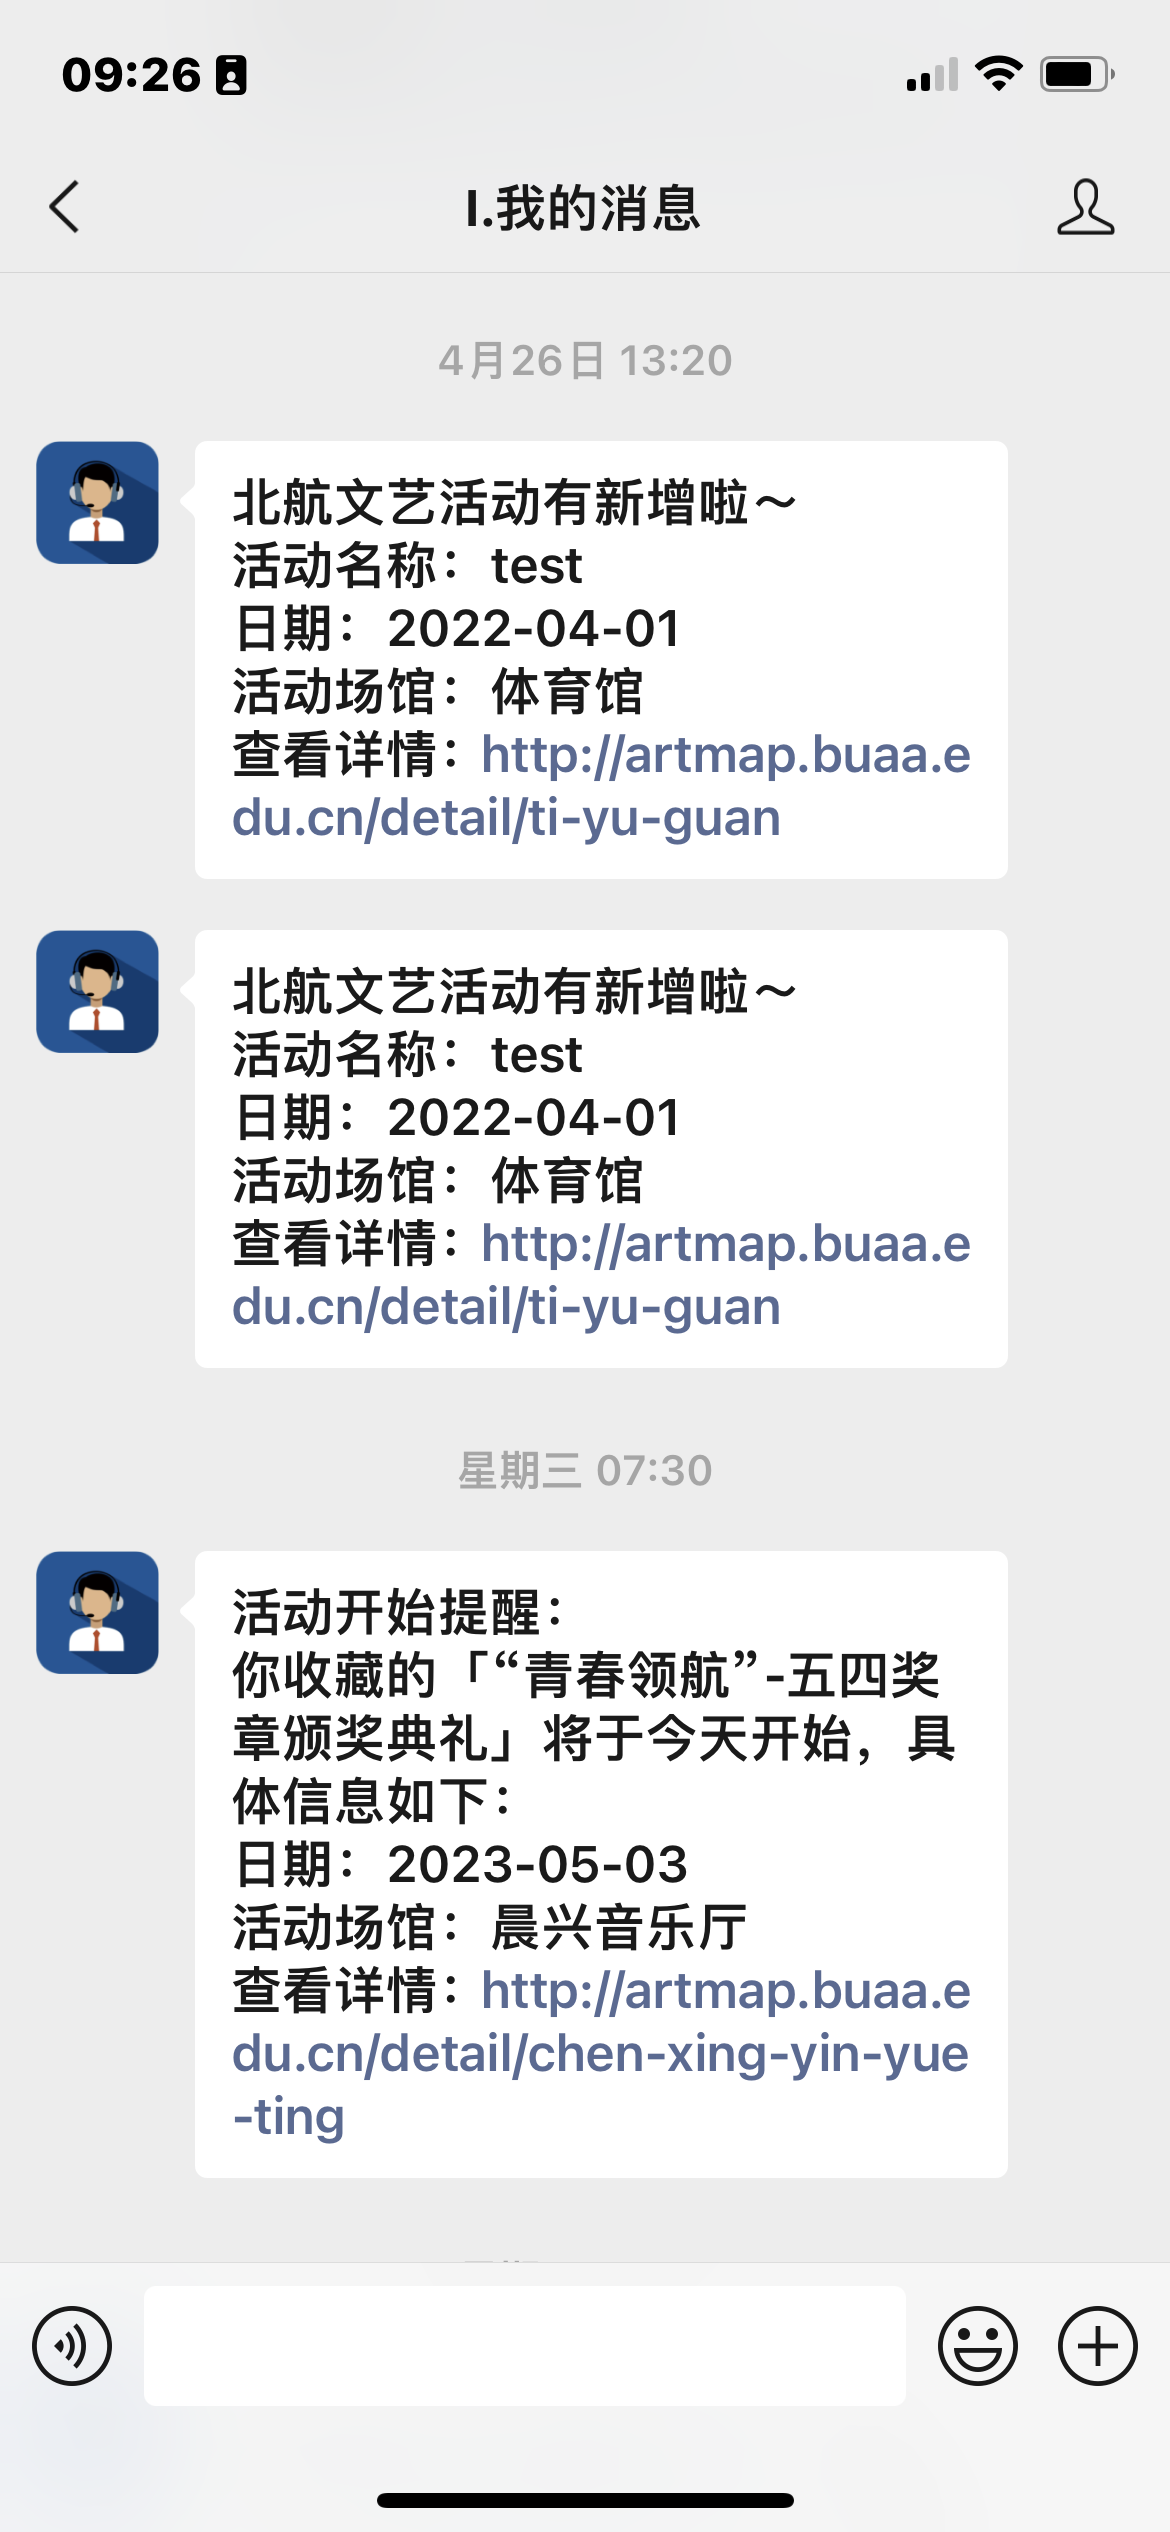 09:26
I.我的消息
4月26日 13:20
北航文艺活动有新增啦～
活动名称：test
日期：2022-04-01
活动场馆：体育馆
查看详情：http://artmap.buaa.e
du.cn/detail/ti-yu-guan
北航文艺活动有新增啦～
活动名称：test
日期：2022-04-01
活动场馆：体育馆
查看详情：http://artmap.buaa.e
du.cn/detail/ti-yu-guan
星期三 07:30
活动开始提醒：
你收藏的「“青春领航”-五四奖
章颁奖典礼」将于今天开始，具
体信息如下：
日期：2023-05-03
活动场馆：晨兴音乐厅
查看详情：http://artmap.buaa.e
du.cn/detail/chen-xing-yin-yue
-ting